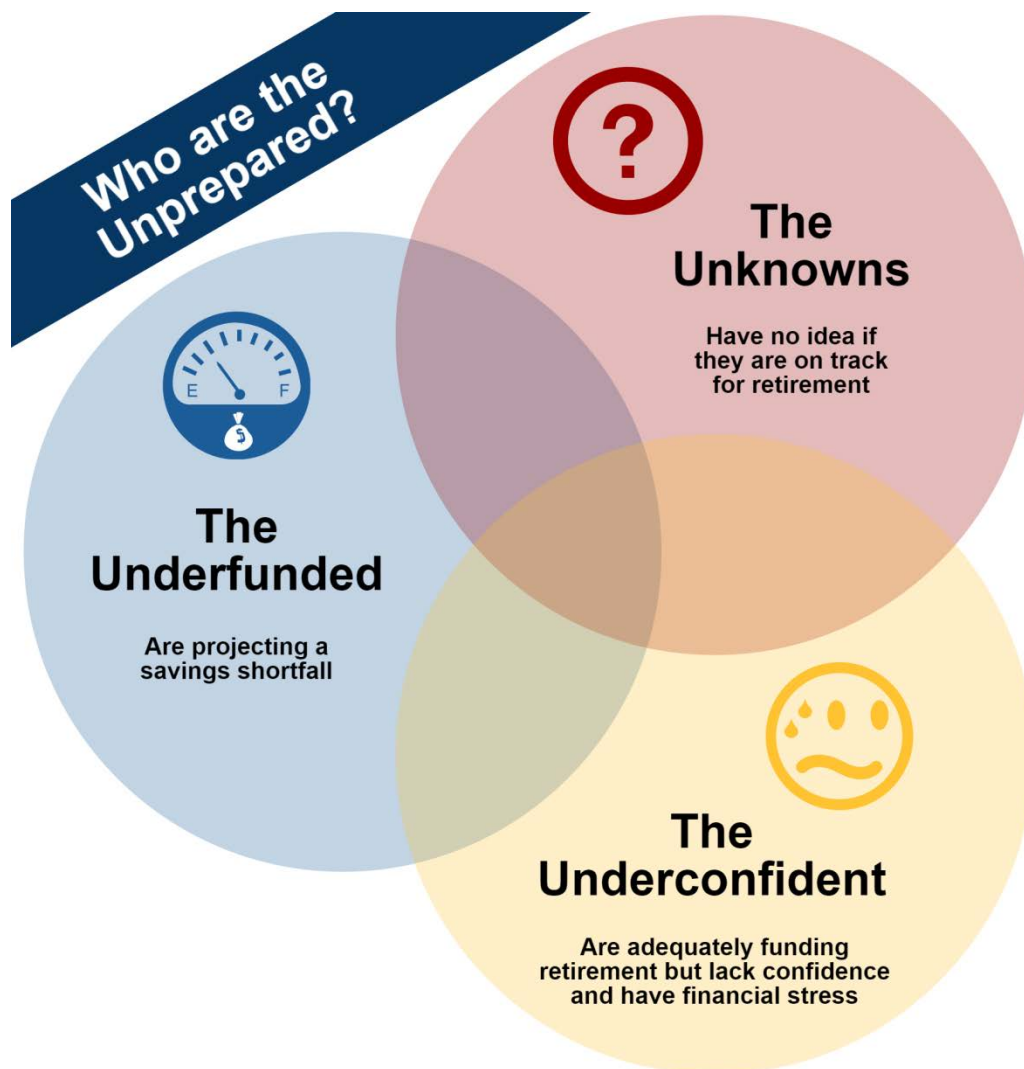 Who are the
Unprepared?
?
The
Unknowns
Have no idea if
they are on track
for retirement
E F
$
The
Underfunded
Are projecting a
savings shortfall
The
Underconfident
Are adequately funding
retirement but lack confidence
and have financial stress